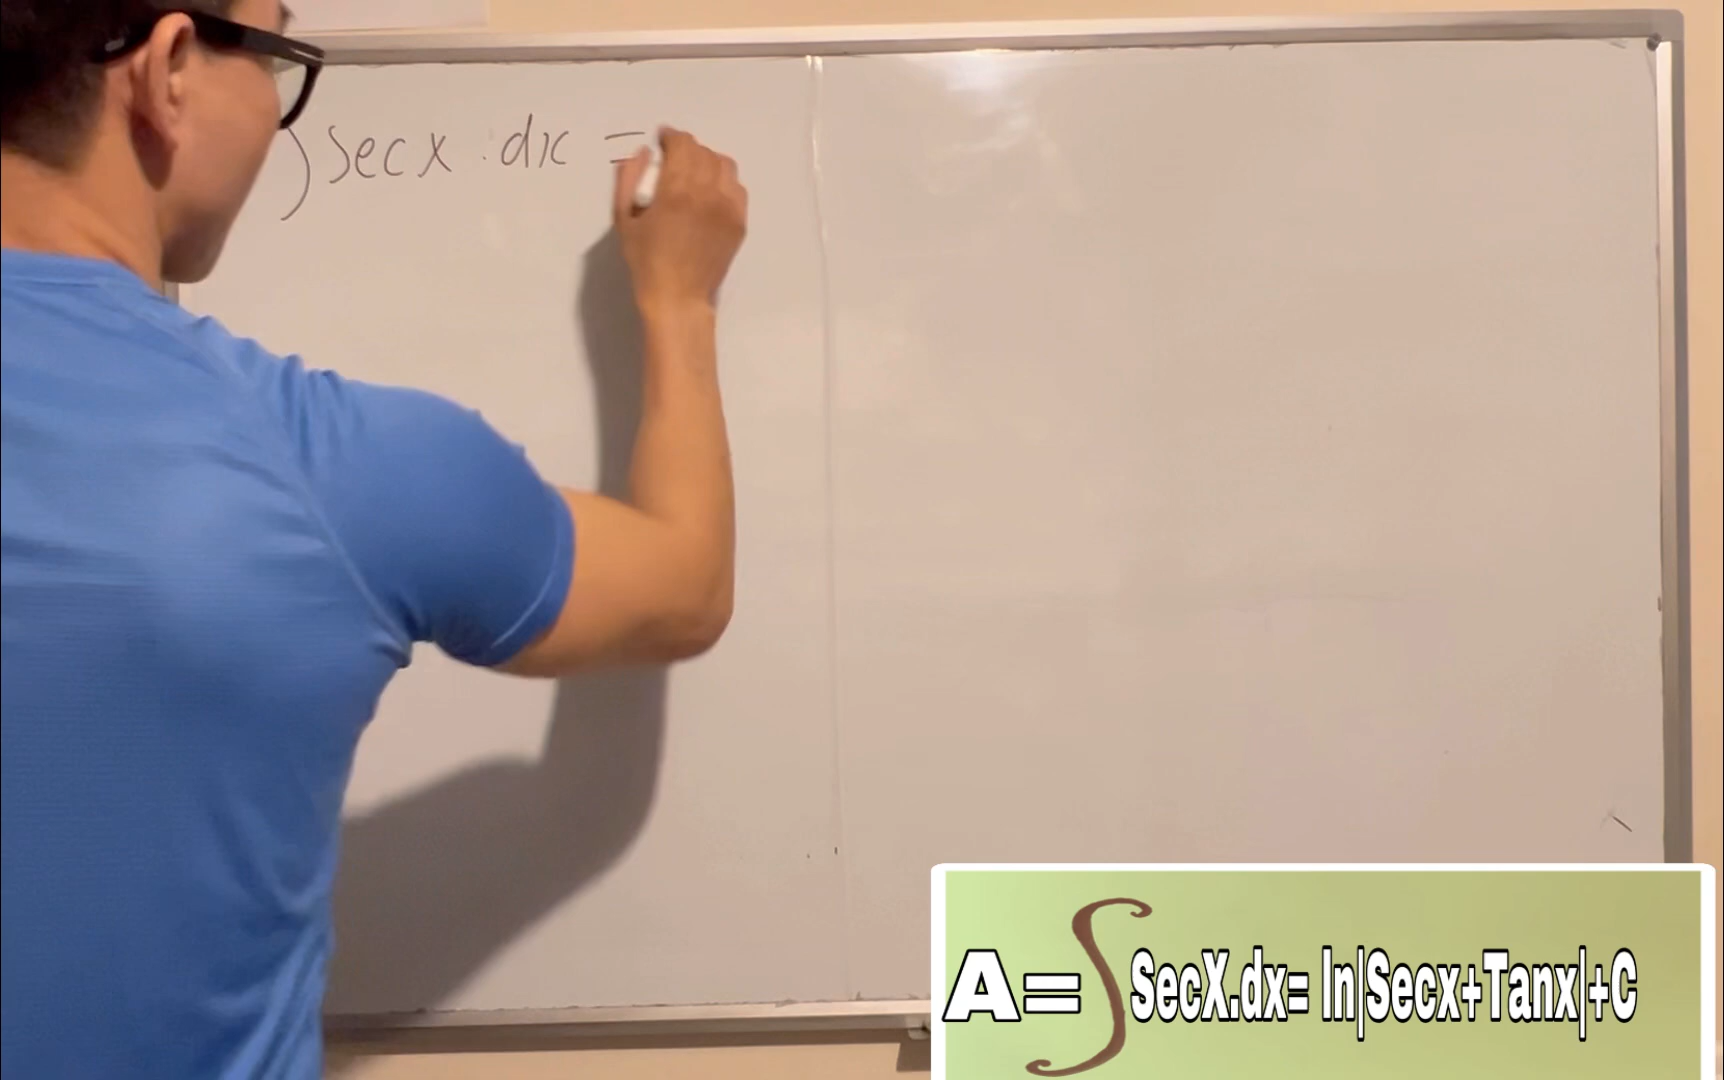 ∫ Secx . dx =
A=∫SecX.dx= ln|Secx+Tanx|+C